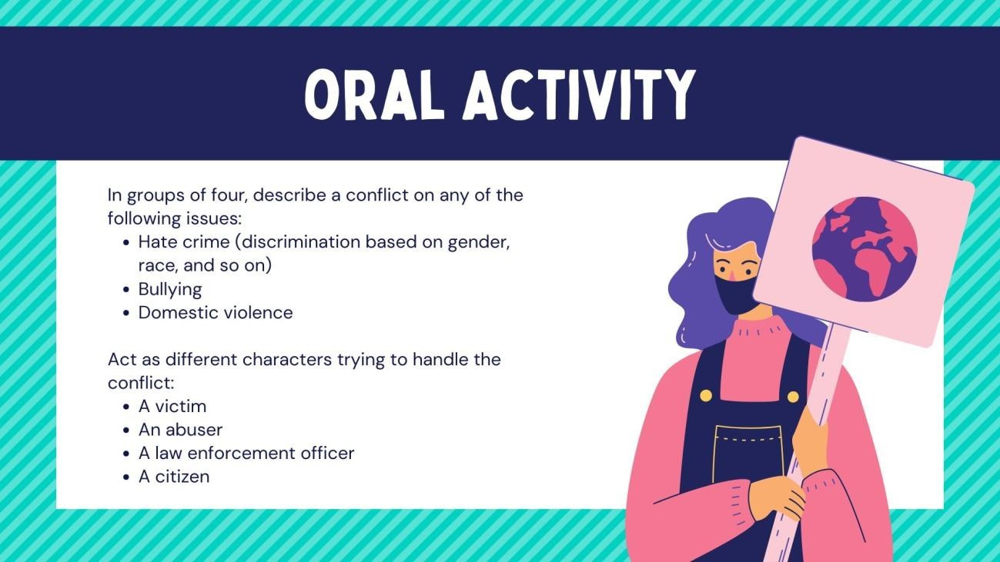 ORAL ACTIVITY
In groups of four, describe a conflict on any of the
following issues:
• Hate crime (discrimination based on gender,
race, and so on)
• Bullying
• Domestic violence
Act as different characters trying to handle the
conflict:
• A victim
• An abuser
• A law enforcement officer
• A citizen